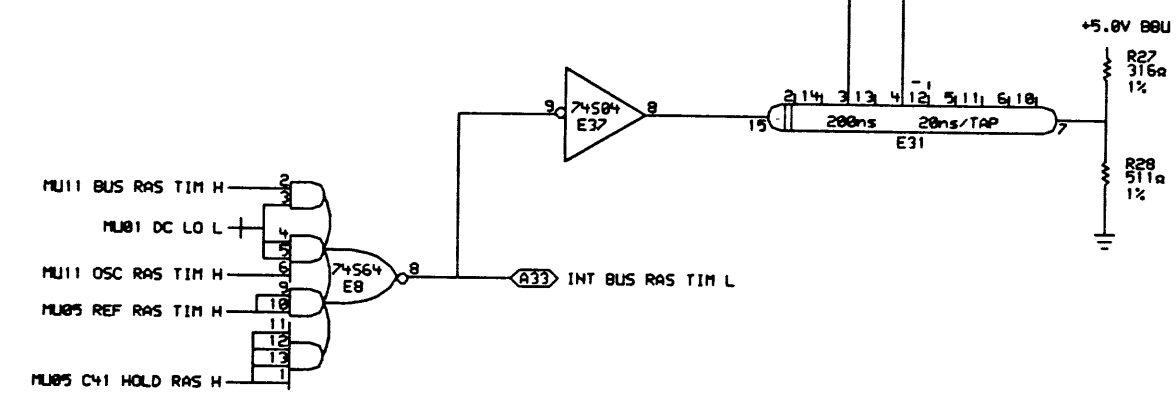 +5.0V BBU
R27
316Ω
1%
2 14 3 13 4 12 5 11 6 10
9 74S04 8
E37
15 200ns 20ns/TAP 7
E31
R28
511Ω
1%
MU11 BUS RAS TIM H 2
3
MU01 DC LO L 4
5
MU11 OSC RAS TIM H 6
74S64 8
E8
A33 INT BUS RAS TIM L
9
MU05 REF RAS TIM H 10
11
12
13
MU05 C41 HOLD RAS H 1